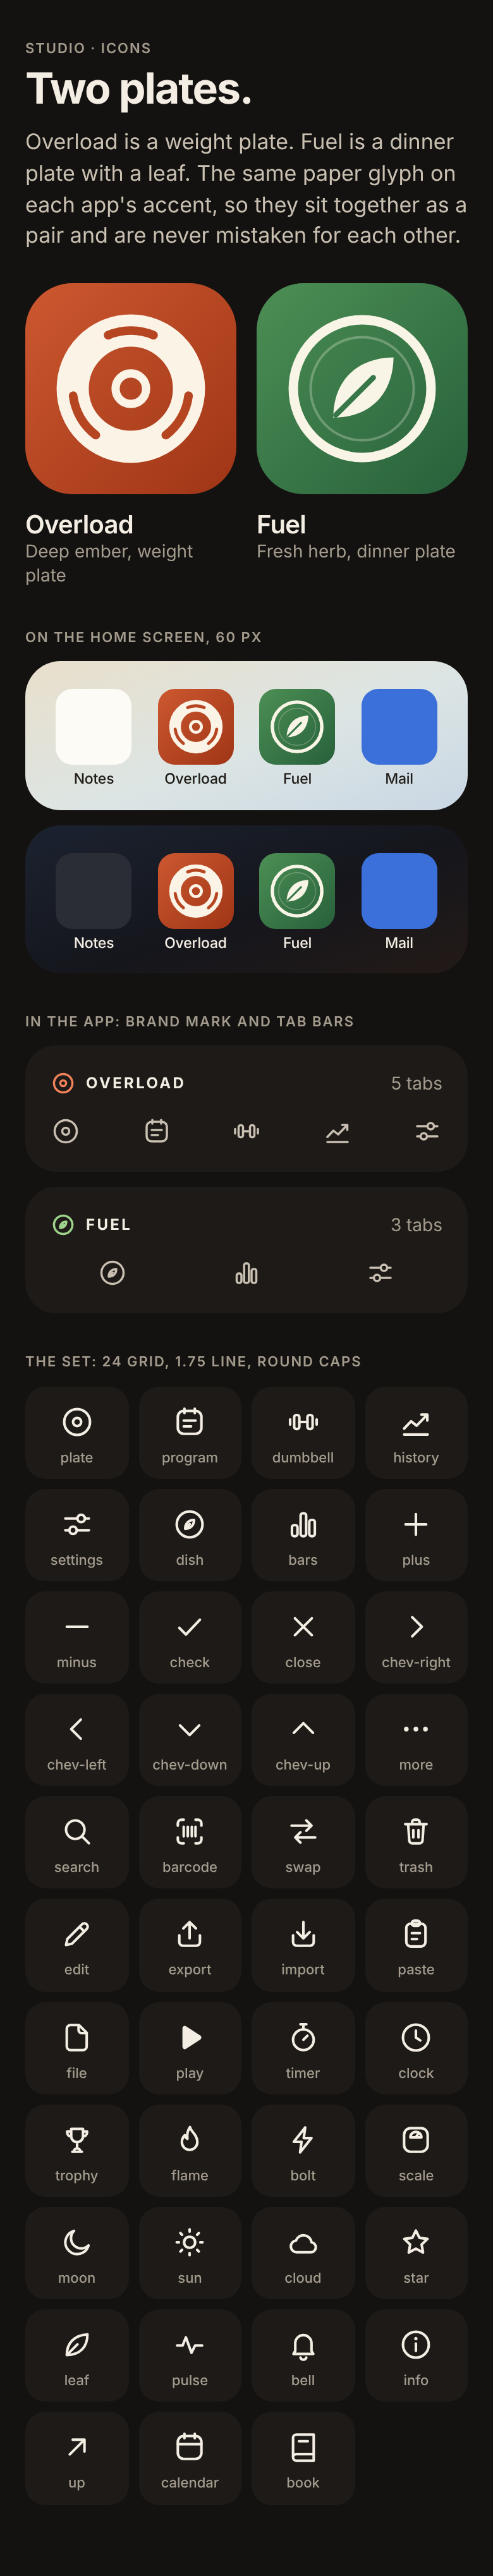 STUDIO · ICONS
Two plates.
Overload is a weight plate. Fuel is a dinner
plate with a leaf. The same paper glyph on
each app's accent, so they sit together as a
pair and are never mistaken for each other.
Overload
Deep ember, weight
plate
Fuel
Fresh herb, dinner plate
ON THE HOME SCREEN, 60 PX
Notes Overload Fuel Mail
Notes Overload Fuel Mail
IN THE APP: BRAND MARK AND TAB BARS
OVERLOAD 5 tabs
FUEL 3 tabs
THE SET: 24 GRID, 1.75 LINE, ROUND CAPS
plate program dumbbell history
settings dish bars plus
minus check close chev-right
chev-left chev-down chev-up more
search barcode swap trash
edit export import paste
file play timer clock
trophy flame bolt scale
moon sun cloud star
leaf pulse bell info
up calendar book